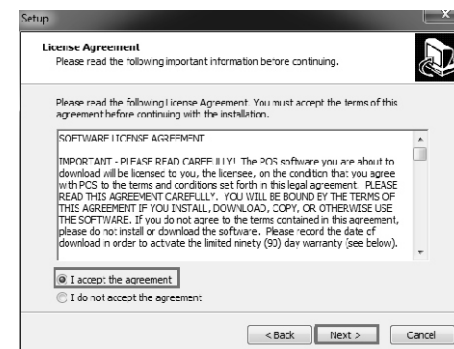 Setup
License Agreement
Please read the following important information before continuing.
Please read the following License Agreement. You must accept the terms of this
agreement before continuing with the installation.
SOFTWARE LICENSE AGREEMENT
IMPORTANT - PLEASE READ CAREFULLY! The PCS software you are about to
download will be licensed to you, the licensee, on the condition that you agree
with PCS to the terms and conditions set forth in this legal agreement. PLEASE
READ THIS AGREEMENT CAREFULLY. YOU WILL BE BOUND BY THE TERMS OF
THIS AGREEMENT IF YOU INSTALL, DOWNLOAD, COPY, OR OTHERWISE USE
THE SOFTWARE. If you do not agree to the terms contained in this agreement,
please do not install or download the software. Please record the date of
download in order to activate the limited ninety (90) day warranty (see below).
I accept the agreement
I do not accept the agreement
< Back
Next >
Cancel